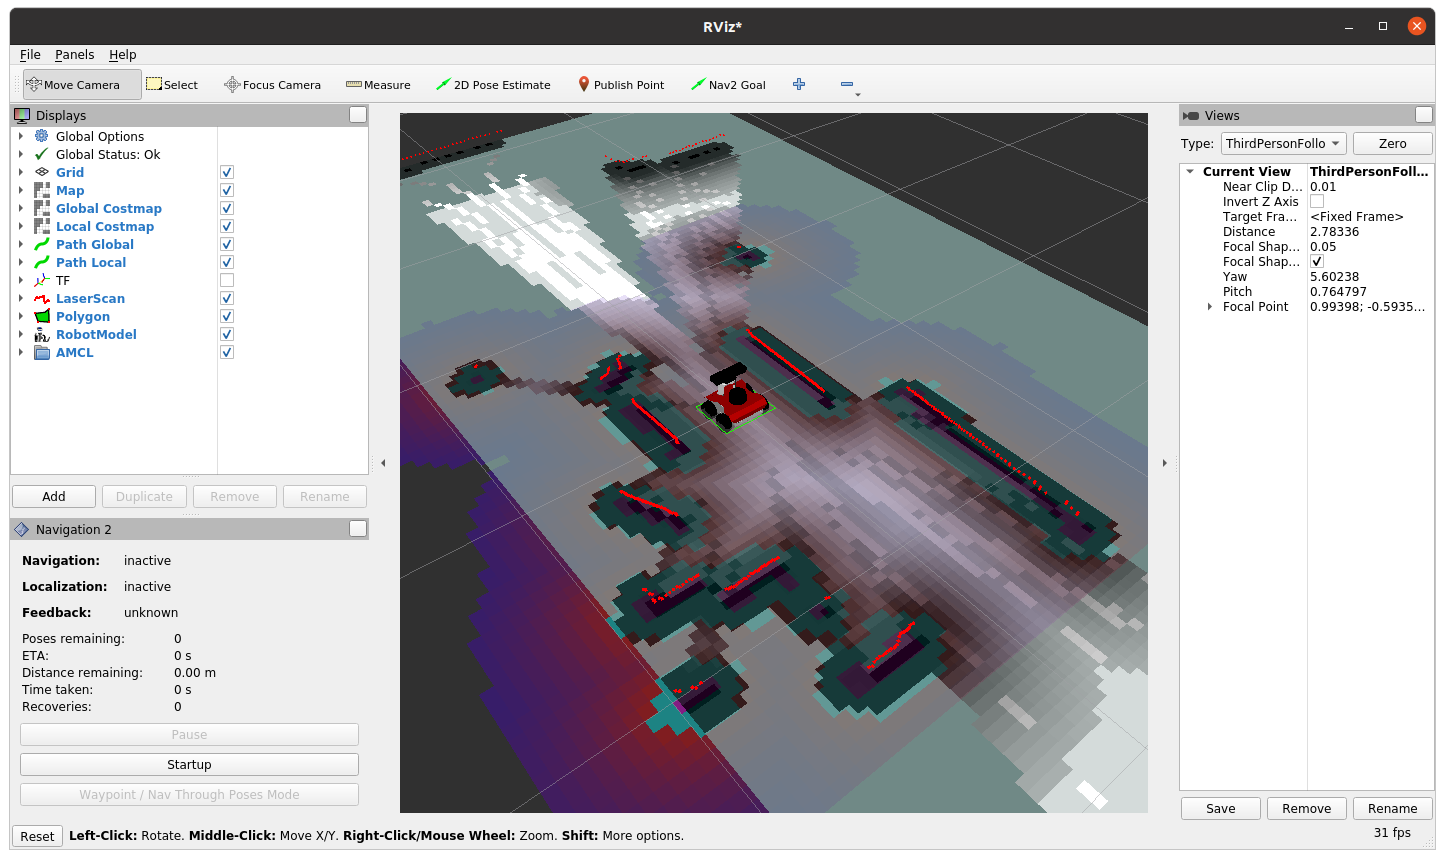 RViz*
File Panels Help
Move Camera Select Focus Camera Measure 2D Pose Estimate Publish Point Nav2 Goal
Displays
Global Options
Global Status: Ok
Grid
Map
Global Costmap
Local Costmap
Path Global
Path Local
TF
LaserScan
Polygon
RobotModel
AMCL
Add Duplicate Remove Rename
Navigation 2
Navigation: inactive
Localization: inactive
Feedback: unknown
Poses remaining: 0
ETA: 0 s
Distance remaining: 0.00 m
Time taken: 0 s
Recoveries: 0
Pause
Startup
Waypoint / Nav Through Poses Mode
Views
Type: ThirdPersonFollo Zero
Current View ThirdPersonFoll...
Near Clip D... 0.01
Invert Z Axis
Target Fra... <Fixed Frame>
Distance 2.78336
Focal Shap... 0.05
Focal Shap...
Yaw 5.60238
Pitch 0.764797
Focal Point 0.99398; -0.5935...
Save Remove Rename
Reset Left-Click: Rotate. Middle-Click: Move X/Y. Right-Click/Mouse Wheel: Zoom. Shift: More options.
31 fps